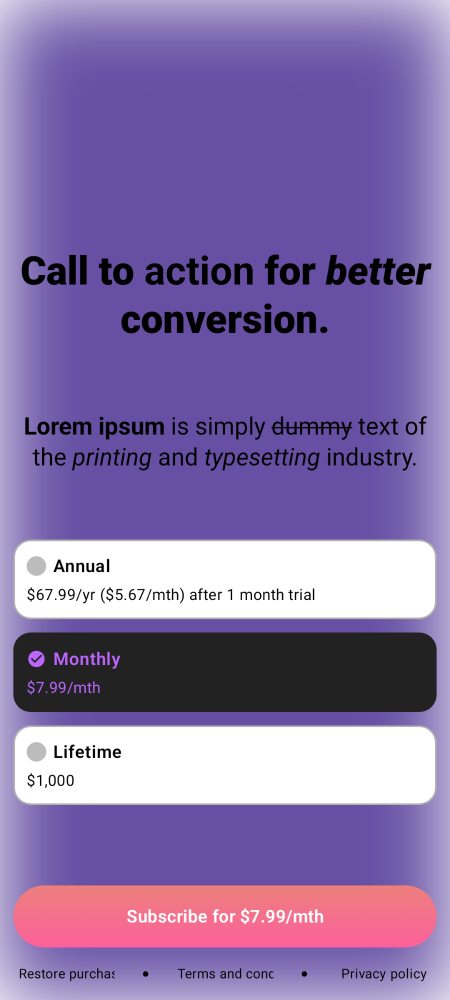 Call to action for better
conversion.
Lorem ipsum is simply dummy text of
the printing and typesetting industry.
Annual
$67.99/yr ($5.67/mth) after 1 month trial
Monthly
$7.99/mth
Lifetime
$1,000
Subscribe for $7.99/mth
Restore purchas • Terms and conc • Privacy policy